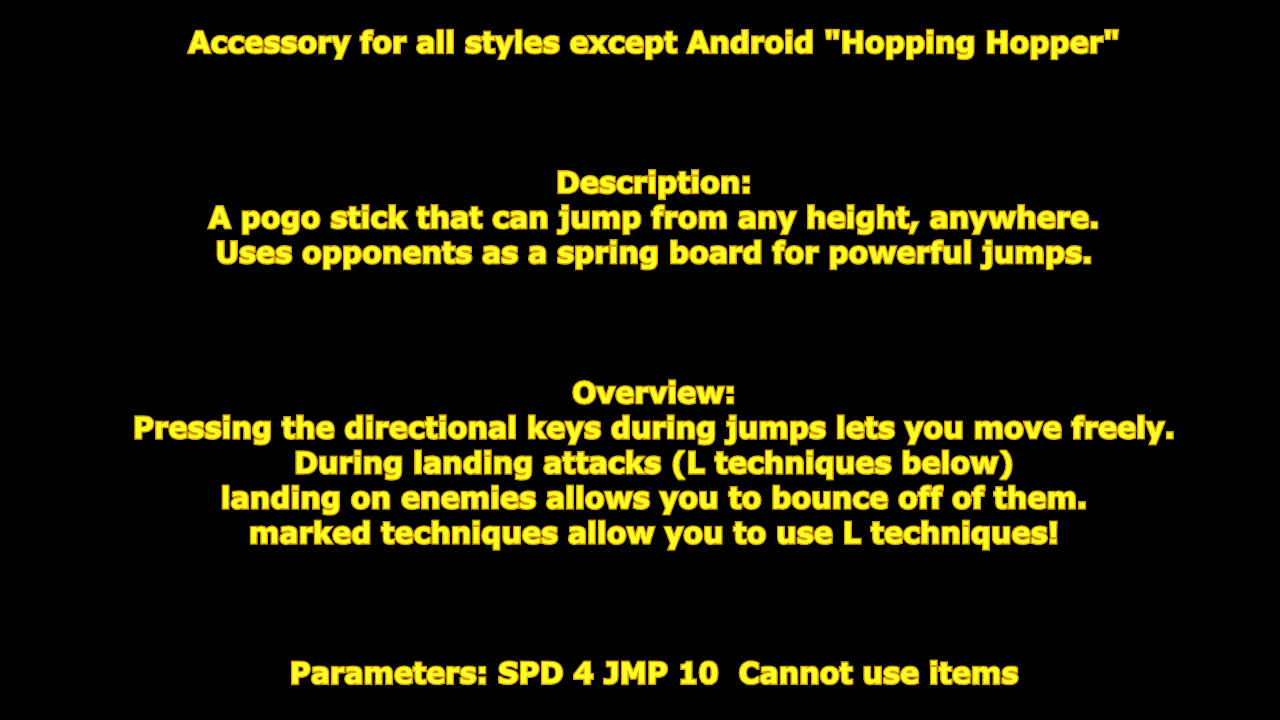 Accessory for all styles except Android "Hopping Hopper"
Description:
A pogo stick that can jump from any height, anywhere.
Uses opponents as a spring board for powerful jumps.
Overview:
Pressing the directional keys during jumps lets you move freely.
During landing attacks (L techniques below)
landing on enemies allows you to bounce off of them.
marked techniques allow you to use L techniques!
Parameters: SPD 4 JMP 10  Cannot use items